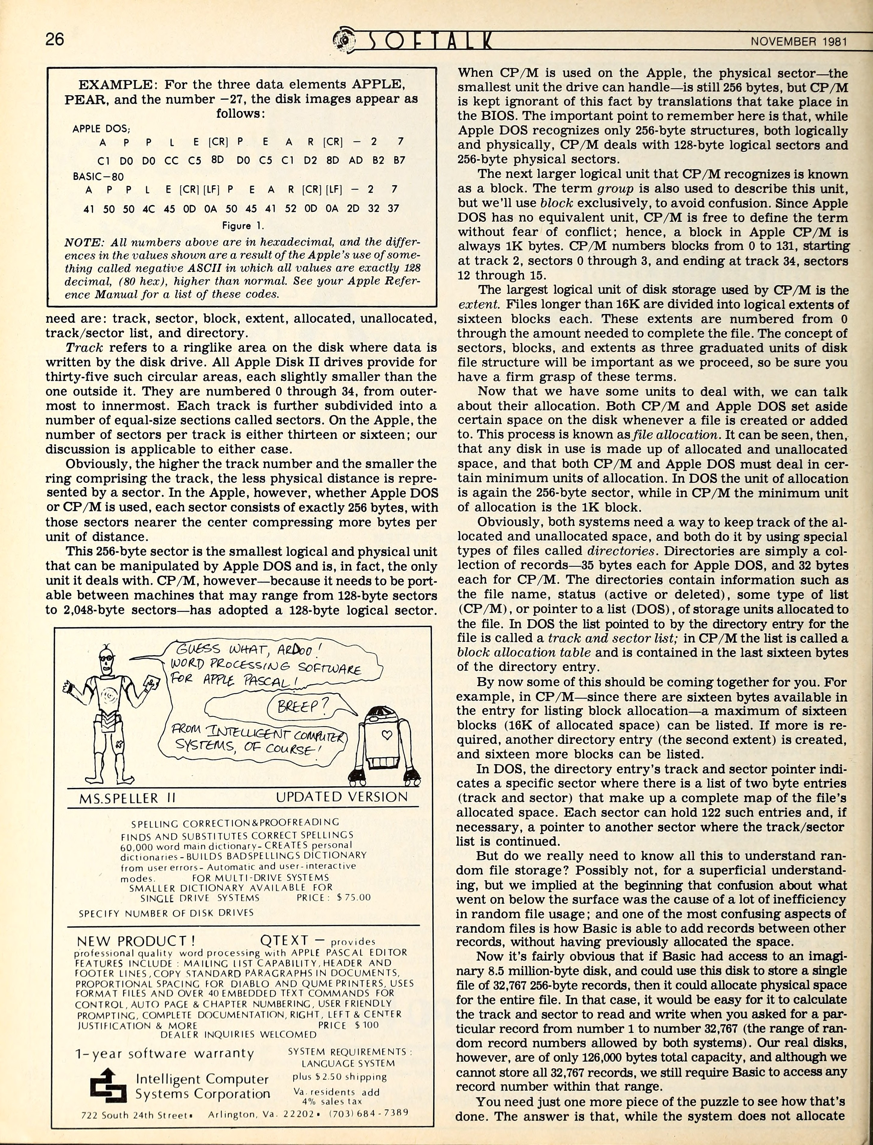 26
SOFTALK
NOVEMBER 1981
EXAMPLE: For the three data elements APPLE,
PEAR, and the number −27, the disk images appear as
follows:
APPLE DOS;
A P P L E [CR] P E A R [CR] − 2 7
C1 D0 D0 CC C5 8D D0 C5 C1 D2 8D AD B2 B7
BASIC−80
A P P L E [CR] [LF] P E A R [CR] [LF] − 2 7
41 50 50 4C 45 0D 0A 50 45 41 52 0D 0A 2D 32 37
Figure 1.
NOTE: All numbers above are in hexadecimal, and the differ-
ences in the values shown are a result of the Apple's use of some-
thing called negative ASCII in which all values are exactly 128
decimal, (80 hex), higher than normal. See your Apple Refer-
ence Manual for a list of these codes.
need are: track, sector, block, extent, allocated, unallocated,
track/sector list, and directory.
Track refers to a ringlike area on the disk where data is
written by the disk drive. All Apple Disk II drives provide for
thirty-five such circular areas, each slightly smaller than the
one outside it. They are numbered 0 through 34, from outer-
most to innermost. Each track is further subdivided into a
number of equal-size sections called sectors. On the Apple, the
number of sectors per track is either thirteen or sixteen; our
discussion is applicable to either case.
Obviously, the higher the track number and the smaller the
ring comprising the track, the less physical distance is repre-
sented by a sector. In the Apple, however, whether Apple DOS
or CP/M is used, each sector consists of exactly 256 bytes, with
those sectors nearer the center compressing more bytes per
unit of distance.
This 256-byte sector is the smallest logical and physical unit
that can be manipulated by Apple DOS and is, in fact, the only
unit it deals with. CP/M, however—because it needs to be port-
able between machines that may range from 128-byte sectors
to 2,048-byte sectors—has adopted a 128-byte logical sector.
GUESS WHAT, ARDOO!
WORD PROCESSING SOFTWARE
FOR APPLE PASCAL!
BREEP?
FROM INTELLIGENT COMPUTER
SYSTEMS, OF COURSE!
MS.SPELLER II UPDATED VERSION
SPELLING CORRECTION&PROOFREADING
FINDS AND SUBSTITUTES CORRECT SPELLINGS
60,000 word main dictionary– CREATES personal
dictionaries– BUILDS BADSPELLINGS DICTIONARY
from user errors– Automatic and user-interactive
modes. FOR MULTI-DRIVE SYSTEMS
SMALLER DICTIONARY AVAILABLE FOR
SINGLE DRIVE SYSTEMS PRICE: $75.00
SPECIFY NUMBER OF DISK DRIVES
NEW PRODUCT! QTEXT – provides
professional quality word processing with APPLE PASCAL EDITOR
FEATURES INCLUDE: MAILING LIST CAPABILITY, HEADER AND
FOOTER LINES, COPY STANDARD PARAGRAPHS IN DOCUMENTS,
PROPORTIONAL SPACING FOR DIABLO AND QUME PRINTERS, USES
FORMAT FILES AND OVER 40 EMBEDDED TEXT COMMANDS FOR
CONTROL, AUTO PAGE & CHAPTER NUMBERING, USER FRIENDLY
PROMPTING, COMPLETE DOCUMENTATION, RIGHT, LEFT & CENTER
JUSTIFICATION & MORE PRICE $100
DEALER INQUIRIES WELCOMED
1-year software warranty
SYSTEM REQUIREMENTS:
LANGUAGE SYSTEM
Intelligent Computer
Systems Corporation
plus $2.50 shipping
Va. residents add
4% sales tax
722 South 24th Street• Arlington, Va. 22202• (703) 684-7389
When CP/M is used on the Apple, the physical sector—the
smallest unit the drive can handle—is still 256 bytes, but CP/M
is kept ignorant of this fact by translations that take place in
the BIOS. The important point to remember here is that, while
Apple DOS recognizes only 256-byte structures, both logically
and physically, CP/M deals with 128-byte logical sectors and
256-byte physical sectors.
The next larger logical unit that CP/M recognizes is known
as a block. The term group is also used to describe this unit,
but we'll use block exclusively, to avoid confusion. Since Apple
DOS has no equivalent unit, CP/M is free to define the term
without fear of conflict; hence, a block in Apple CP/M is
always 1K bytes. CP/M numbers blocks from 0 to 131, starting
at track 2, sectors 0 through 3, and ending at track 34, sectors
12 through 15.
The largest logical unit of disk storage used by CP/M is the
extent. Files longer than 16K are divided into logical extents of
sixteen blocks each. These extents are numbered from 0
through the amount needed to complete the file. The concept of
sectors, blocks, and extents as three graduated units of disk
file structure will be important as we proceed, so be sure you
have a firm grasp of these terms.
Now that we have some units to deal with, we can talk
about their allocation. Both CP/M and Apple DOS set aside
certain space on the disk whenever a file is created or added
to. This process is known as file allocation. It can be seen, then,
that any disk in use is made up of allocated and unallocated
space, and that both CP/M and Apple DOS must deal in cer-
tain minimum units of allocation. In DOS the unit of allocation
is again the 256-byte sector, while in CP/M the minimum unit
of allocation is the 1K block.
Obviously, both systems need a way to keep track of the al-
located and unallocated space, and both do it by using special
types of files called directories. Directories are simply a col-
lection of records—35 bytes each for Apple DOS, and 32 bytes
each for CP/M. The directories contain information such as
the file name, status (active or deleted), some type of list
(CP/M), or pointer to a list (DOS), of storage units allocated to
the file. In DOS the list pointed to by the directory entry for the
file is called a track and sector list; in CP/M the list is called a
block allocation table and is contained in the last sixteen bytes
of the directory entry.
By now some of this should be coming together for you. For
example, in CP/M—since there are sixteen bytes available in
the entry for listing block allocation—a maximum of sixteen
blocks (16K of allocated space) can be listed. If more is re-
quired, another directory entry (the second extent) is created,
and sixteen more blocks can be listed.
In DOS, the directory entry's track and sector pointer indi-
cates a specific sector where there is a list of two byte entries
(track and sector) that make up a complete map of the file's
allocated space. Each sector can hold 122 such entries and, if
necessary, a pointer to another sector where the track/sector
list is continued.
But do we really need to know all this to understand ran-
dom file storage? Possibly not, for a superficial understand-
ing, but we implied at the beginning that confusion about what
went on below the surface was the cause of a lot of inefficiency
in random file usage; and one of the most confusing aspects of
random files is how Basic is able to add records between other
records, without having previously allocated the space.
Now it's fairly obvious that if Basic had access to an imagi-
nary 8.5 million-byte disk, and could use this disk to store a single
file of 32,767 256-byte records, then it could allocate physical space
for the entire file. In that case, it would be easy for it to calculate
the track and sector to read and write when you asked for a par-
ticular record from number 1 to number 32,767 (the range of ran-
dom record numbers allowed by both systems). Our real disks,
however, are of only 126,000 bytes total capacity, and although we
cannot store all 32,767 records, we still require Basic to access any
record number within that range.
You need just one more piece of the puzzle to see how that's
done. The answer is that, while the system does not allocate